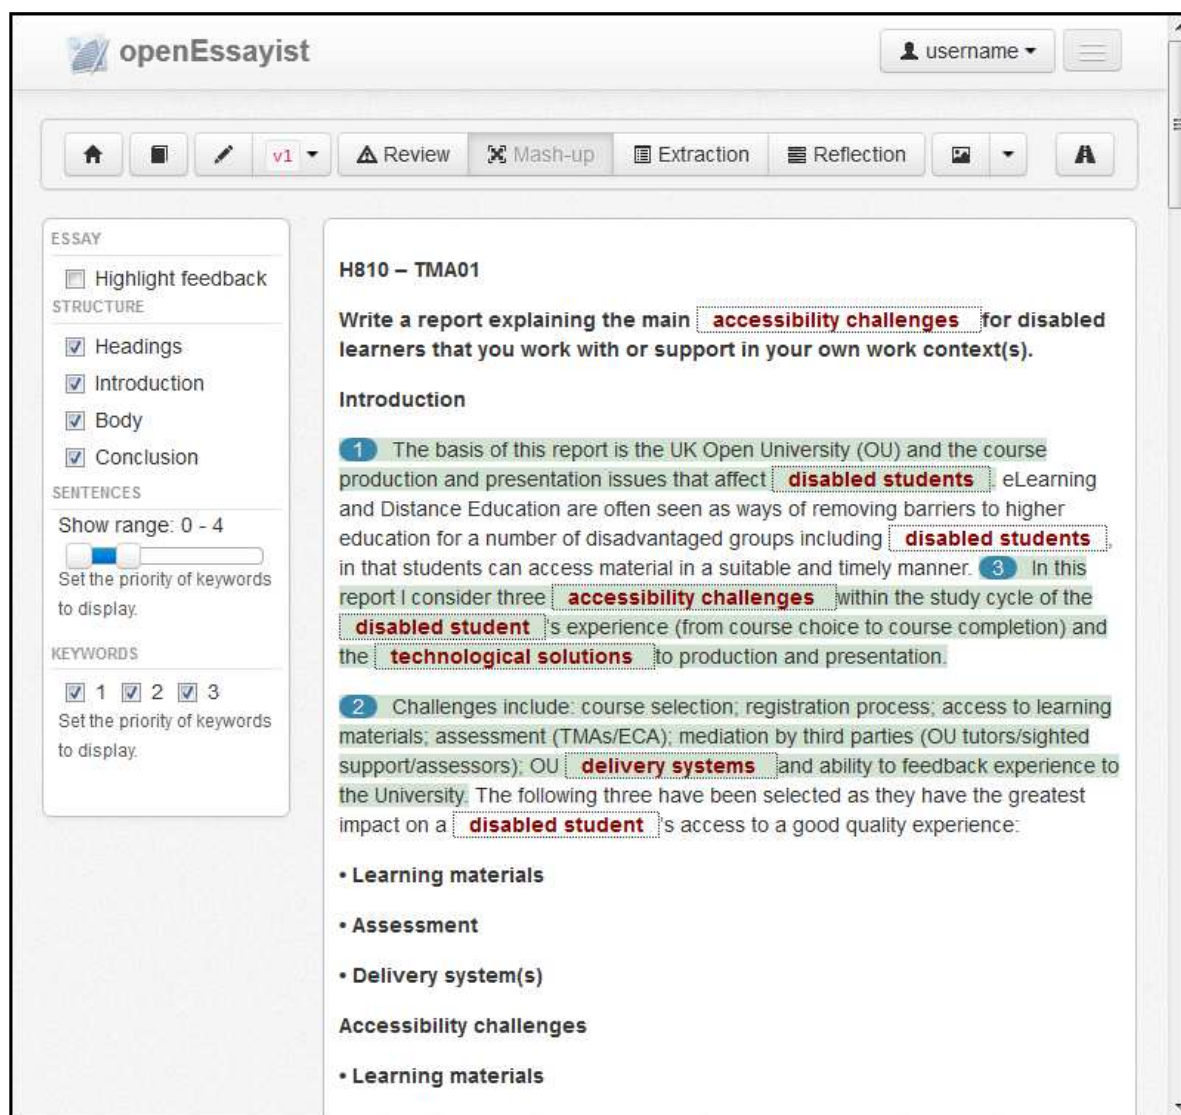 openEssayist
username
v1
Review
Mash-up
Extraction
Reflection
ESSAY
Highlight feedback
STRUCTURE
Headings
Introduction
Body
Conclusion
SENTENCES
Show range: 0 - 4
Set the priority of keywords
to display.
KEYWORDS
1 2 3
Set the priority of keywords
to display.
H810 – TMA01
Write a report explaining the main accessibility challenges for disabled
learners that you work with or support in your own work context(s).
Introduction
1 The basis of this report is the UK Open University (OU) and the course
production and presentation issues that affect disabled students. eLearning
and Distance Education are often seen as ways of removing barriers to higher
education for a number of disadvantaged groups including disabled students,
in that students can access material in a suitable and timely manner. 3 In this
report I consider three accessibility challenges within the study cycle of the
disabled student's experience (from course choice to course completion) and
the technological solutions to production and presentation.
2 Challenges include: course selection; registration process; access to learning
materials; assessment (TMAs/ECA); mediation by third parties (OU tutors/sighted
support/assessors); OU delivery systems and ability to feedback experience to
the University. The following three have been selected as they have the greatest
impact on a disabled student's access to a good quality experience:
• Learning materials
• Assessment
• Delivery system(s)
Accessibility challenges
• Learning materials